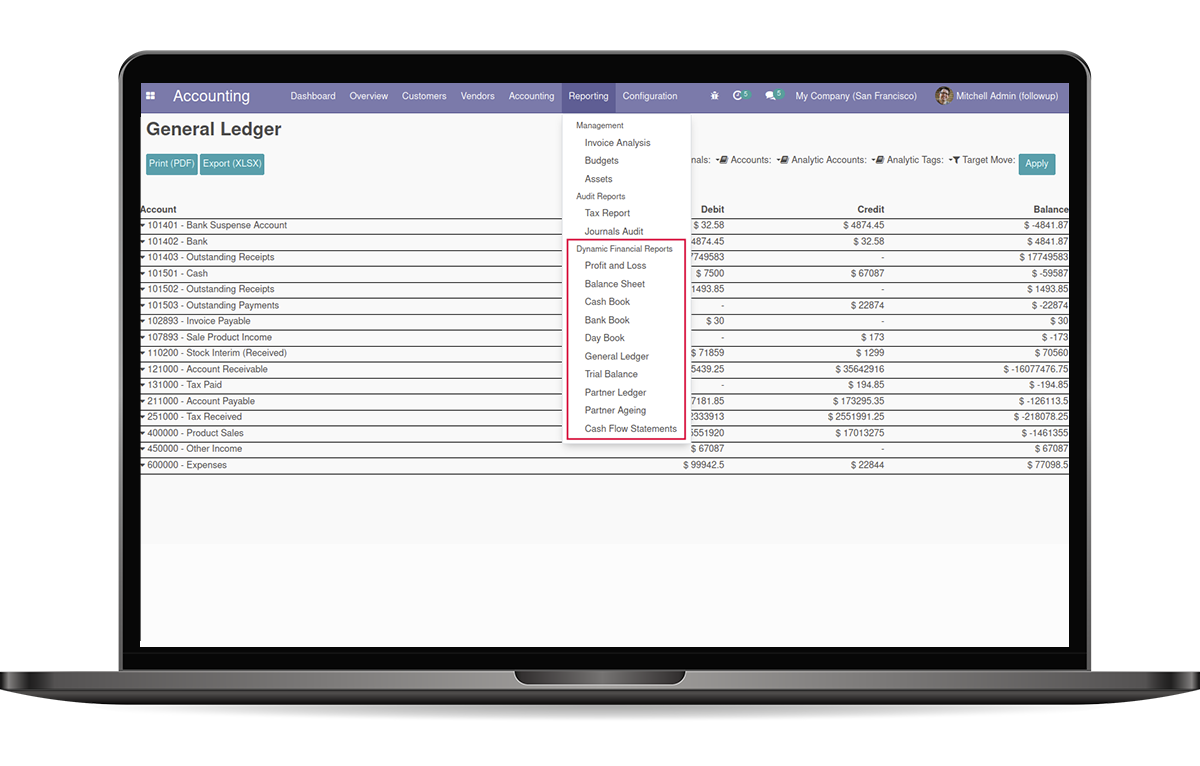 Accounting Dashboard Overview Customers Vendors Accounting Reporting Configuration 5 5 My Company (San Francisco) Mitchell Admin (followup)
General Ledger
Print (PDF) Export (XLSX)
nals: Accounts: Analytic Accounts: Analytic Tags: Target Move: Apply
Management
Invoice Analysis
Budgets
Assets
Audit Reports
Tax Report
Journals Audit
Dynamic Financial Reports
Profit and Loss
Balance Sheet
Cash Book
Bank Book
Day Book
General Ledger
Trial Balance
Partner Ledger
Partner Ageing
Cash Flow Statements
Account Debit Credit Balance
101401 - Bank Suspense Account $ 32.58 $ 4874.45 $ -4841.87
101402 - Bank 4874.45 $ 32.58 $ 4841.87
101403 - Outstanding Receipts 7749583 - $ 17749583
101501 - Cash $ 7500 $ 67087 $ -59587
101502 - Outstanding Receipts 1493.85 - $ 1493.85
101503 - Outstanding Payments - $ 22874 $ -22874
102893 - Invoice Payable $ 30 - $ 30
107893 - Sale Product Income - $ 173 $ -173
110200 - Stock Interim (Received) $ 71859 $ 1299 $ 70560
121000 - Account Receivable 5439.25 $ 35642916 $ -16077476.75
131000 - Tax Paid - $ 194.85 $ -194.85
211000 - Account Payable 7181.85 $ 173295.35 $ -126113.5
251000 - Tax Received 2333913 $ 2551991.25 $ -218078.25
400000 - Product Sales 5551920 $ 17013275 $ -1461355
450000 - Other Income $ 67087 - $ 67087
600000 - Expenses $ 99942.5 $ 22844 $ 77098.5